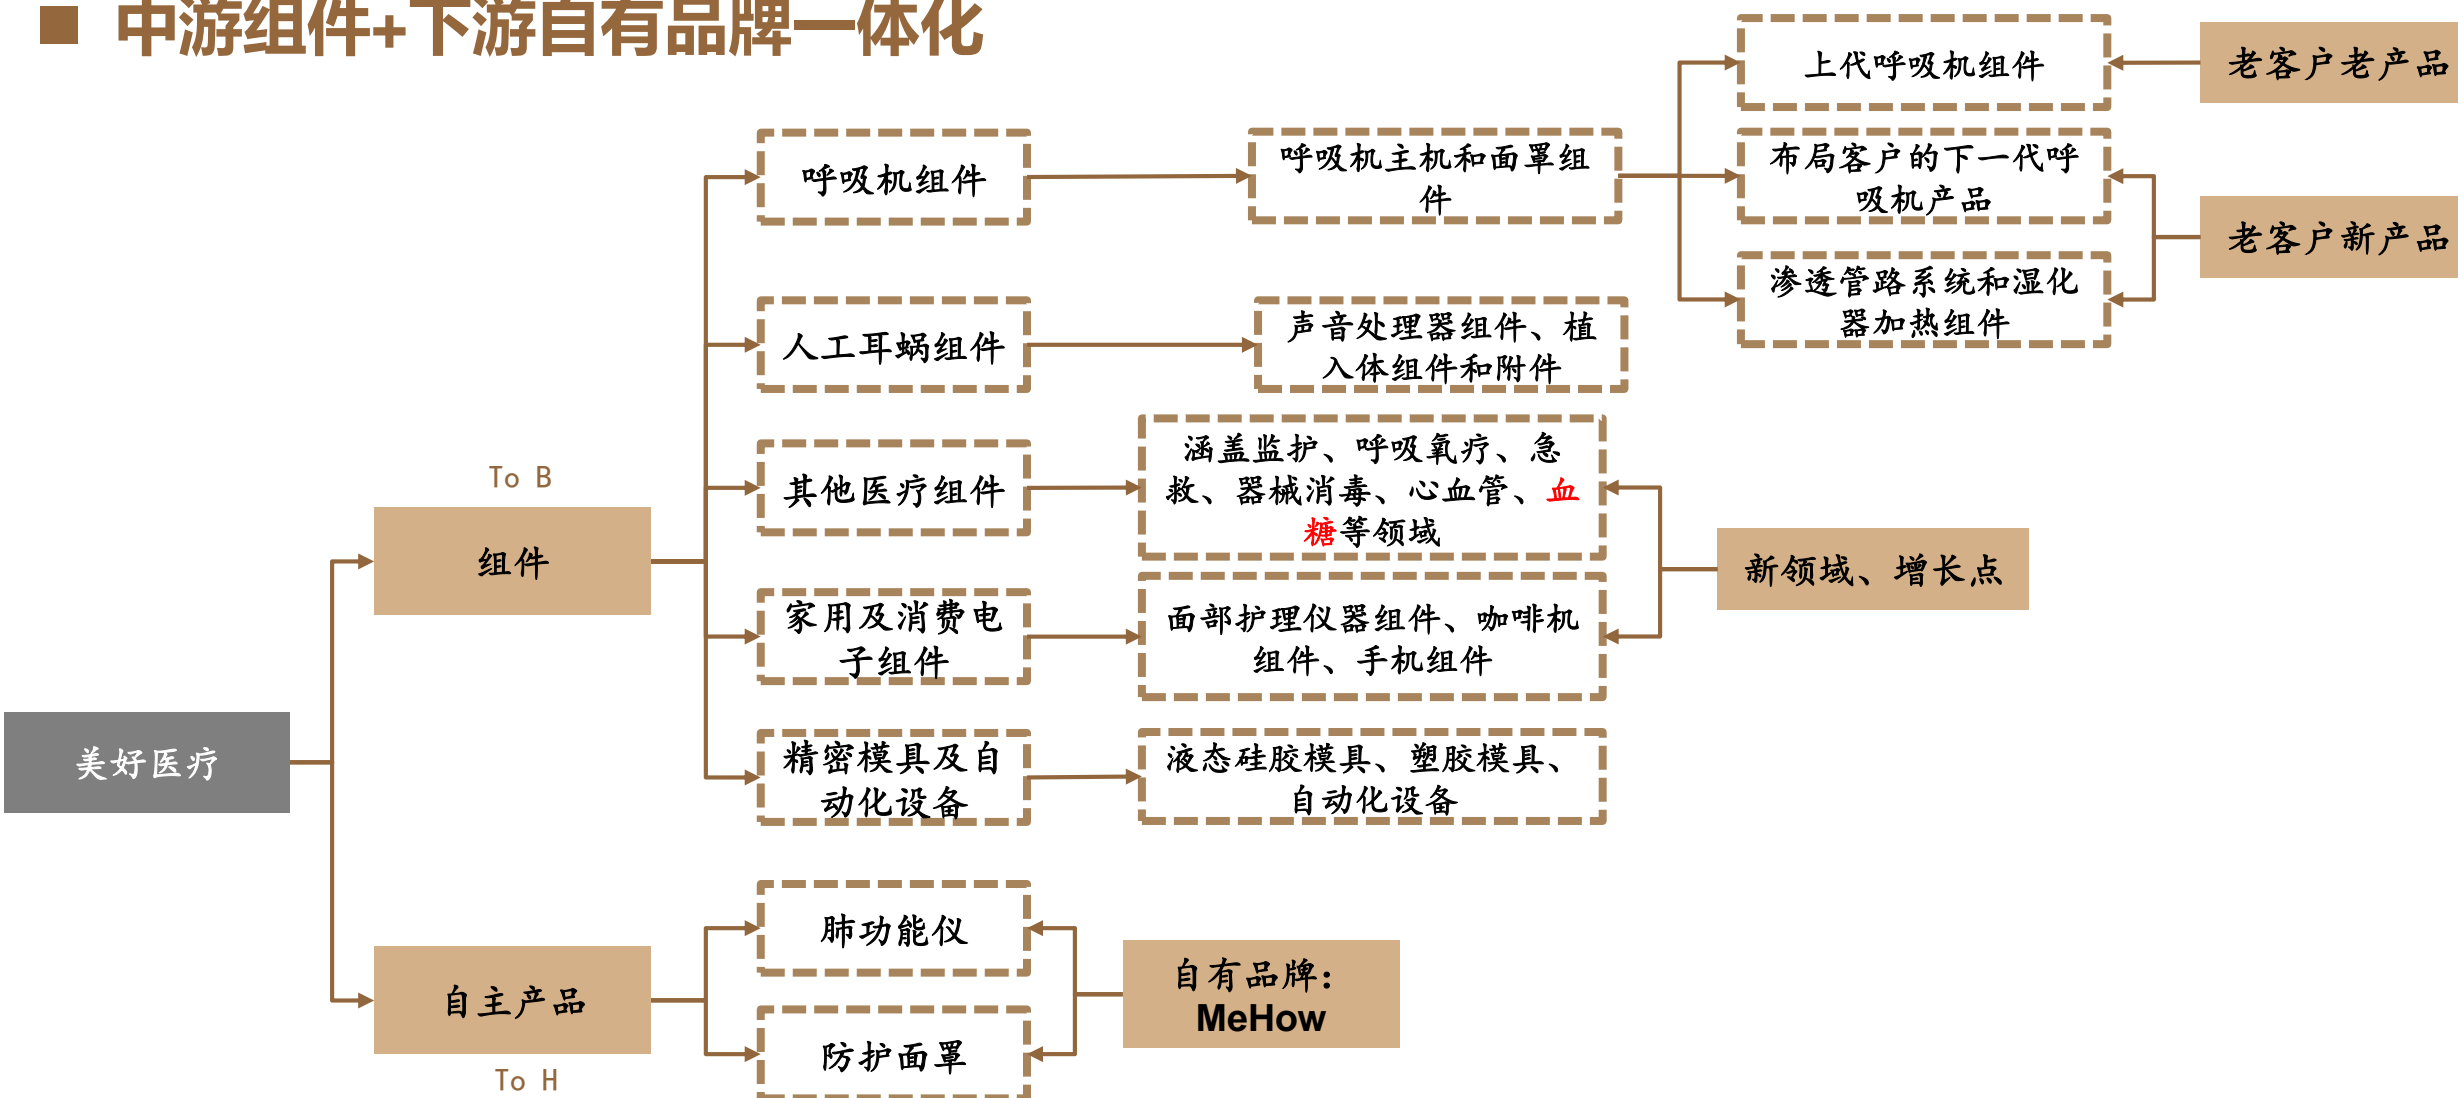 中游组件+下游自有品牌一体化
上代呼吸机组件
老客户老产品
呼吸机组件
呼吸机主机和面罩组
件
布局客户的下一代呼
吸机产品
老客户新产品
渗透管路系统和湿化
器加热组件
人工耳蜗组件
声音处理器组件、植
入体组件和附件
To B
组件
其他医疗组件
涵盖监护、呼吸氧疗、急
救、器械消毒、心血管、血
糖等领域
新领域、增长点
家用及消费电
子组件
面部护理仪器组件、咖啡机
组件、手机组件
美好医疗
精密模具及自
动化设备
液态硅胶模具、塑胶模具、
自动化设备
自主产品
To H
肺功能仪
防护面罩
自有品牌：
MeHow